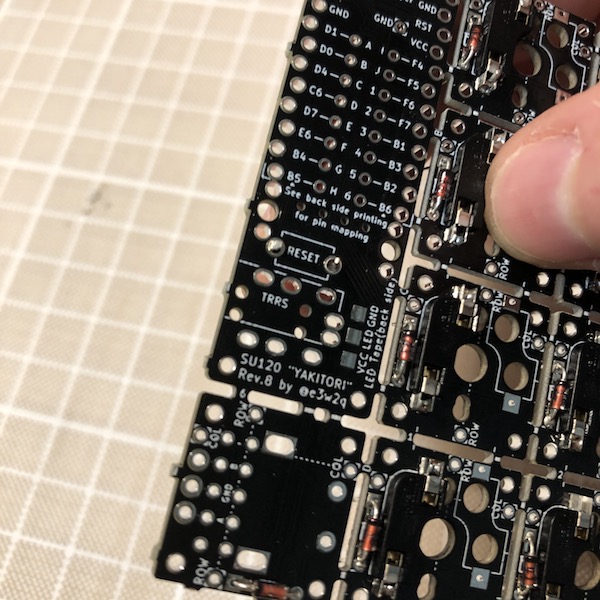 GND
GND
GND
RST
D1 A
VCC
D0 B
F4
D4 C
J F5
C6 D
1 F6
D7 E
2 F7
E6 F
3 B1
B4 G
4 B3
B5 H
5 B2
6 B6
See back side printing
for pin mapping
RESET
TRRS
VCC LED GND
LED Tape(back side)
SU120 "YAKITORI"
Rev.8 by @e3w2q
ROW
COL
GND
B
A
COL
ROW
ROW
COL
ROW
ROW
COL
ROW
ROW
COL
COL